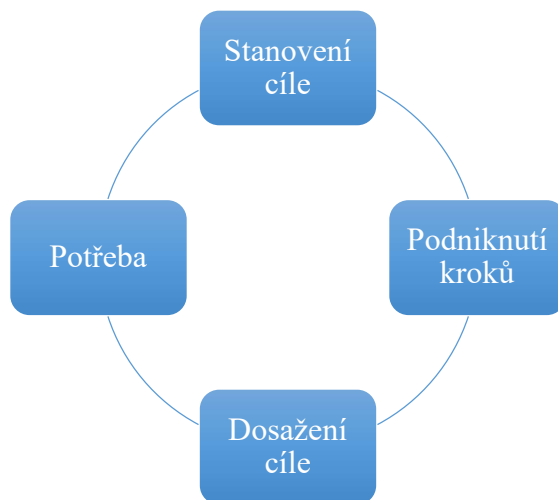 Stanovení
cíle
Potřeba
Podniknutí
kroků
Dosažení
cíle